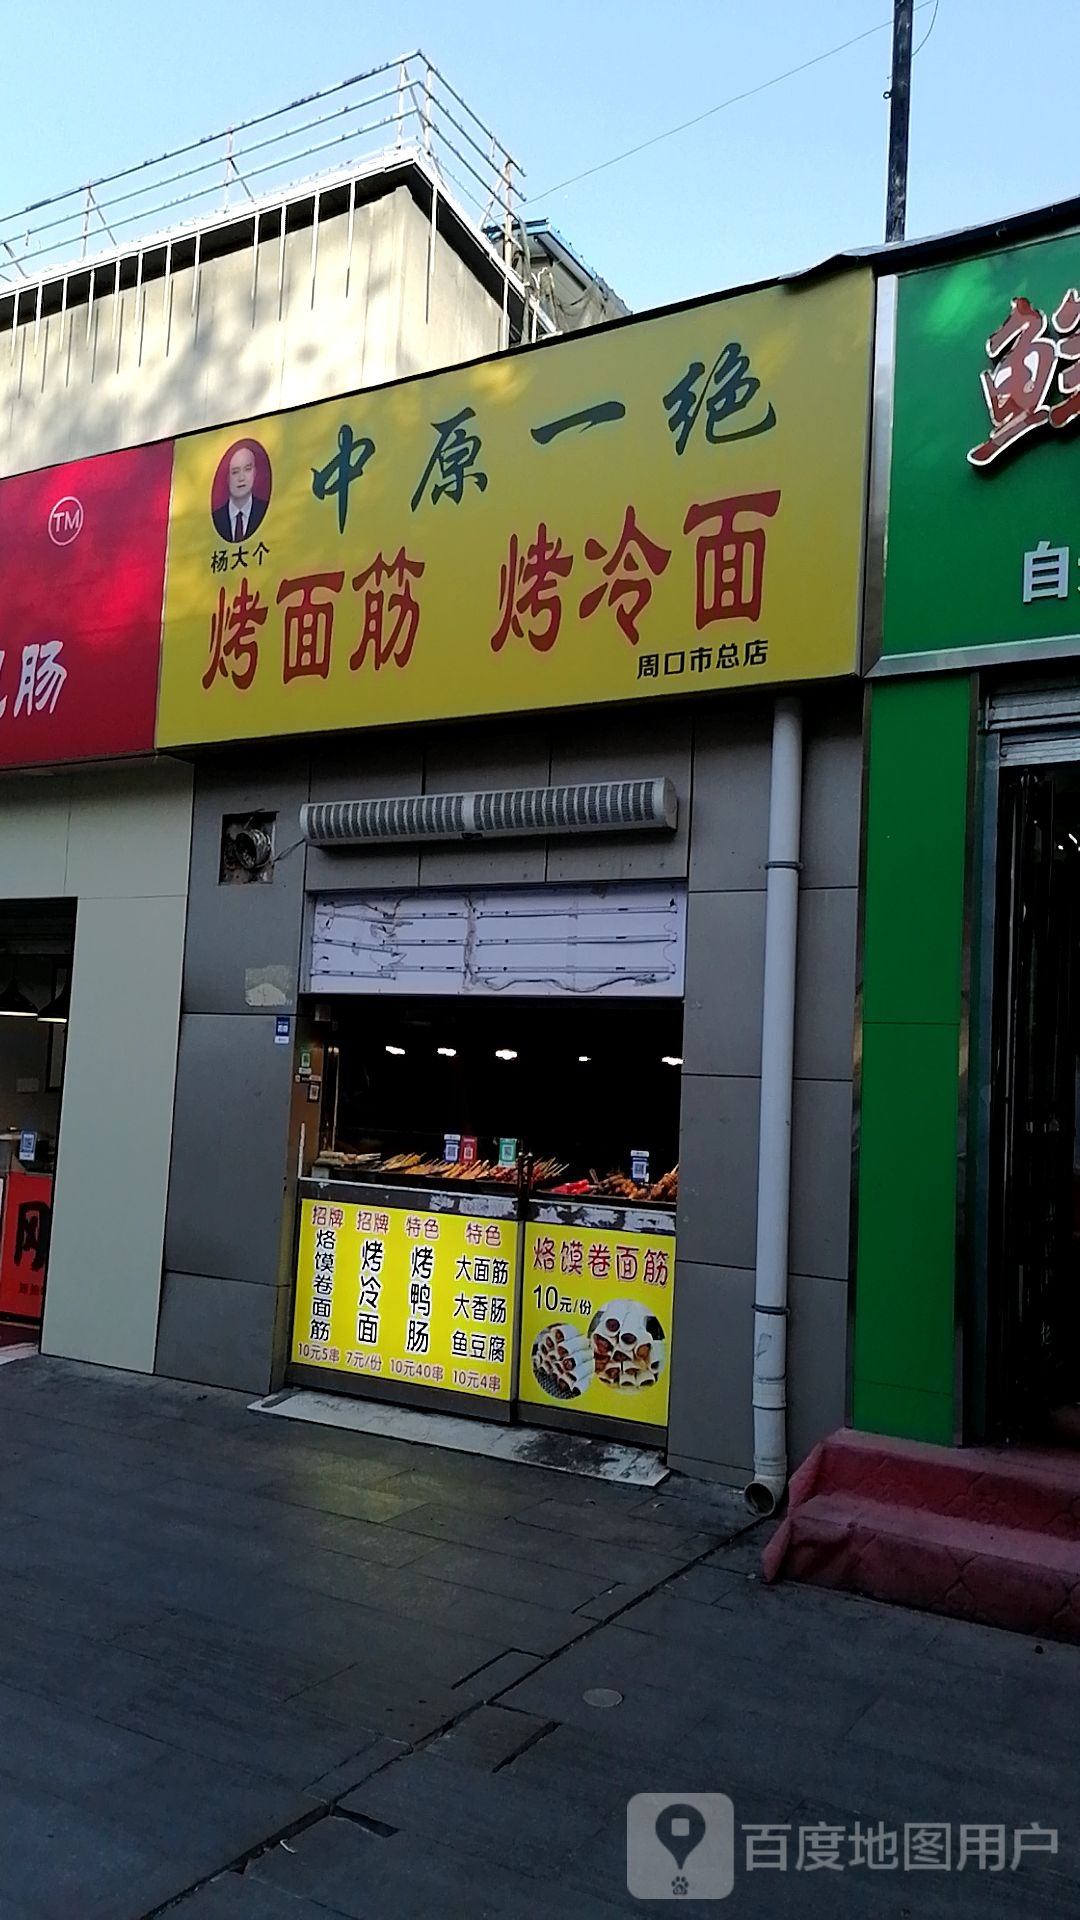 中原一绝
杨大个
烤面筋 烤冷面
周口市总店
TM
肠
鲜
自
招牌 招牌 特色 特色
烙馍卷面筋
烤冷面
烤鸭肠
大面筋
大香肠
鱼豆腐
10元5串 7元/份 10元40串 10元4串
烙馍卷面筋
10元/份
百度地图用户